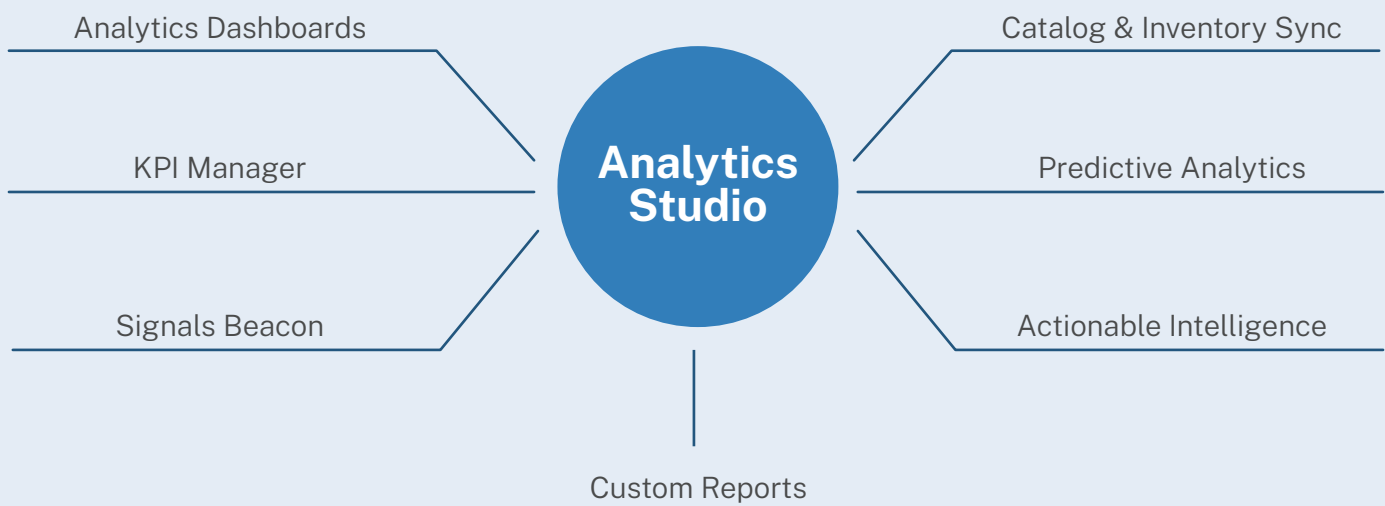 Analytics Dashboards
Catalog & Inventory Sync
Analytics
Studio
KPI Manager
Predictive Analytics
Signals Beacon
Actionable Intelligence
Custom Reports